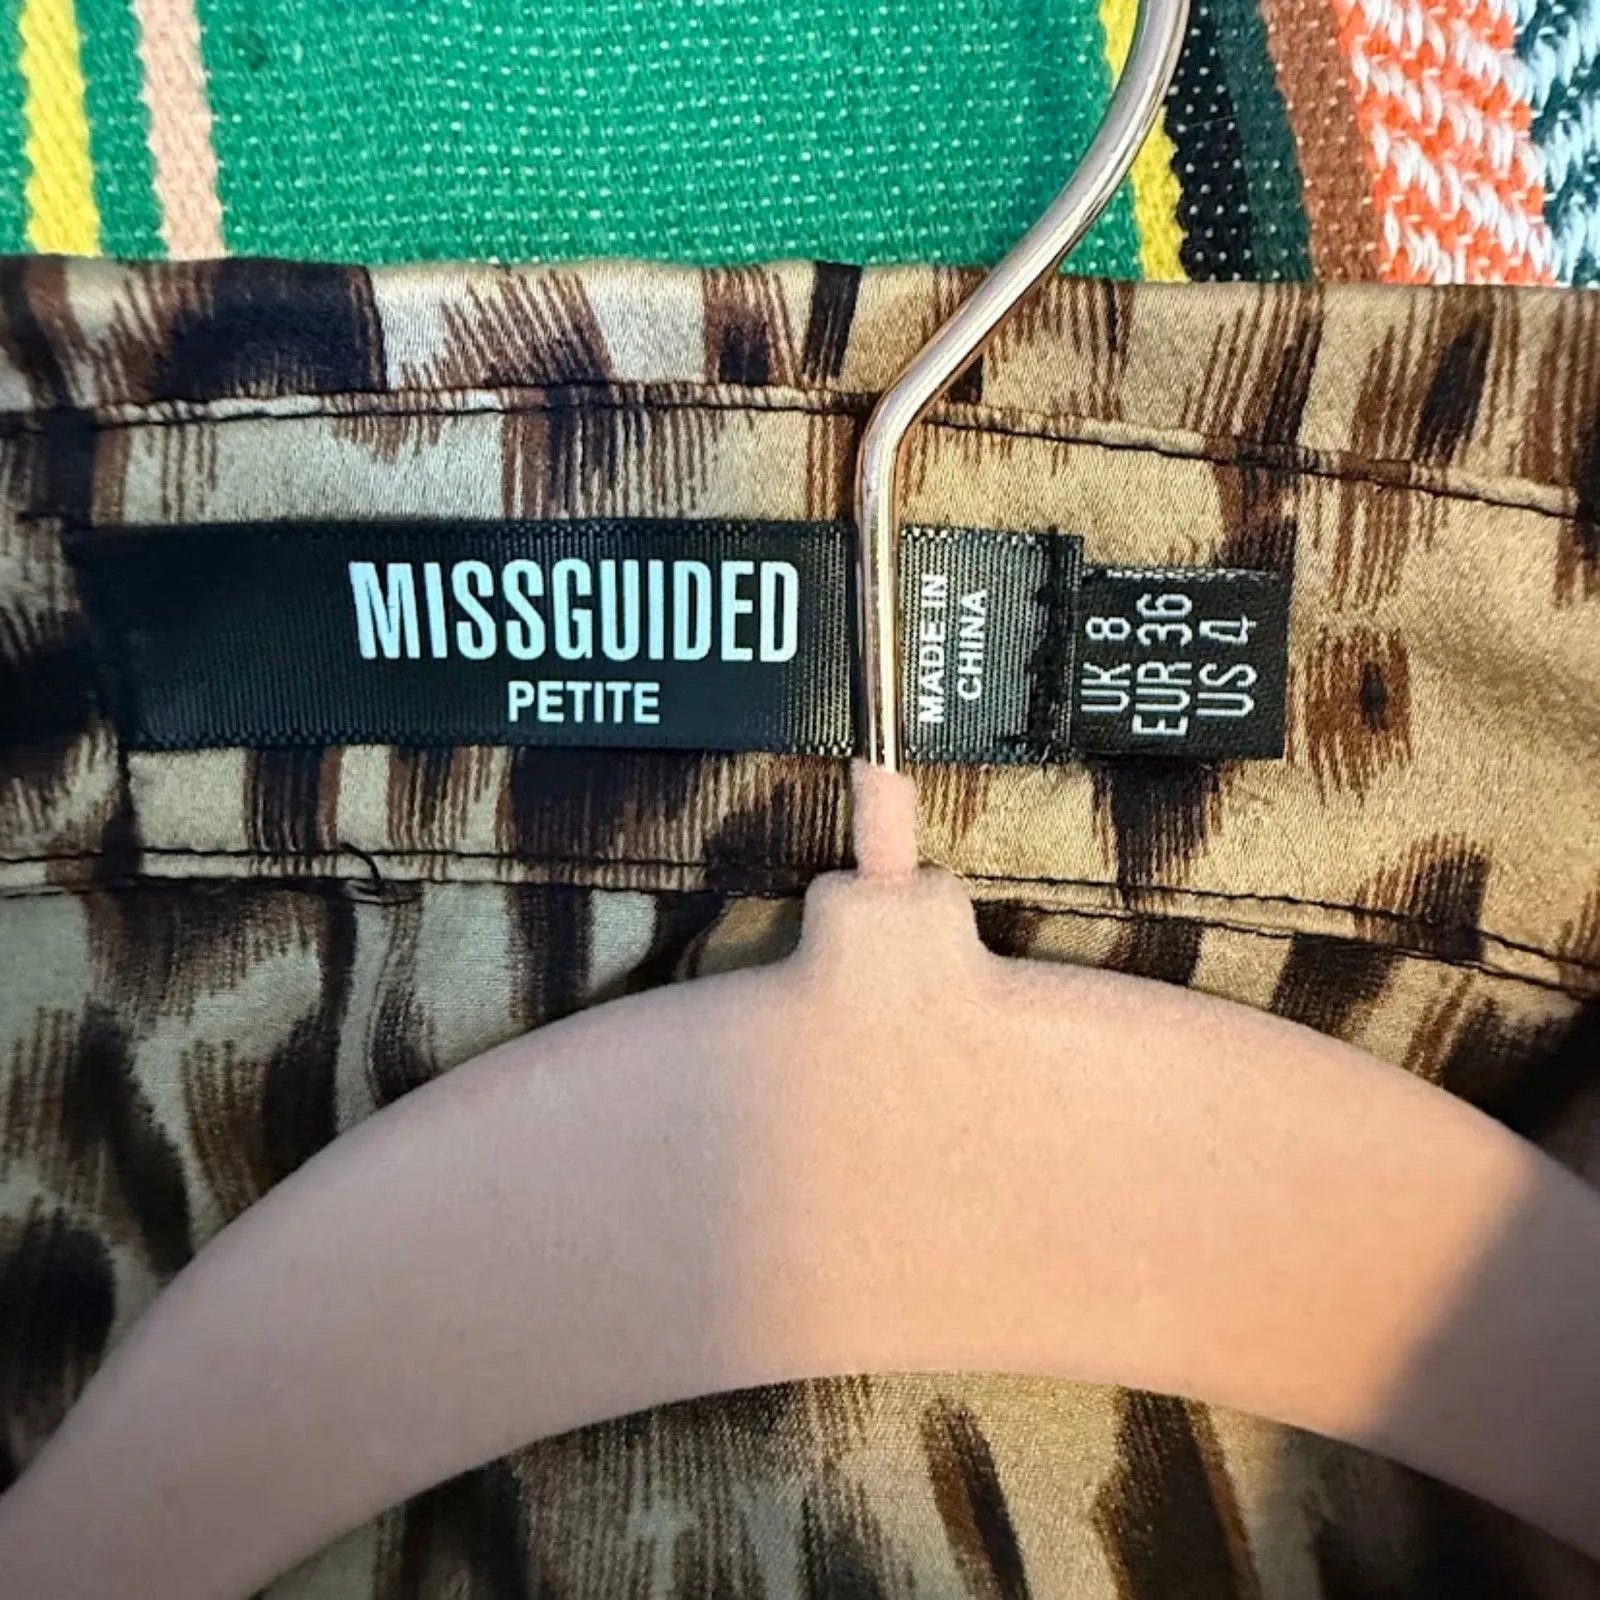 MISSGUIDED
PETITE
MADE IN
CHINA
UK 8
EUR 36
US 4